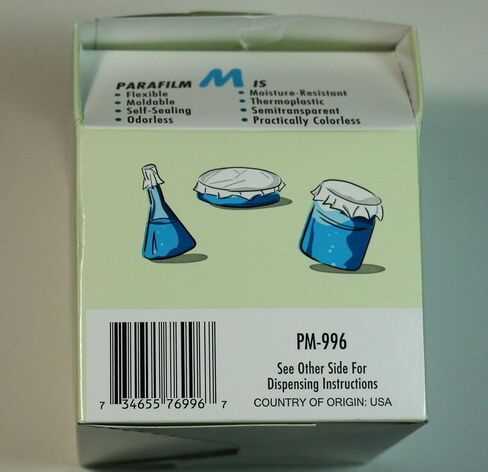 PARAFILM M IS
• Flexible • Moisture-Resistant
• Moldable • Thermoplastic
• Self-Sealing • Semitransparent
• Odorless • Practically Colorless
PM-996
See Other Side For
Dispensing Instructions
COUNTRY OF ORIGIN: USA
7 34655 76996 7